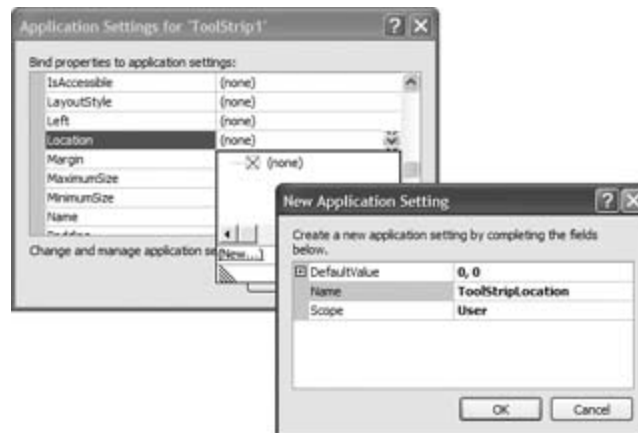 Application Settings for 'ToolStrip1'
Bind properties to application settings:
IsAccessible (none)
LayoutStyle (none)
Left (none)
Location (none)
Margin
MaximumSize
MinimumSize
Name
(none)
(New...)
Change and manage application
New Application Setting
Create a new application setting by completing the fields
below.
DefaultValue 0, 0
Name ToolStripLocation
Scope User
OK Cancel